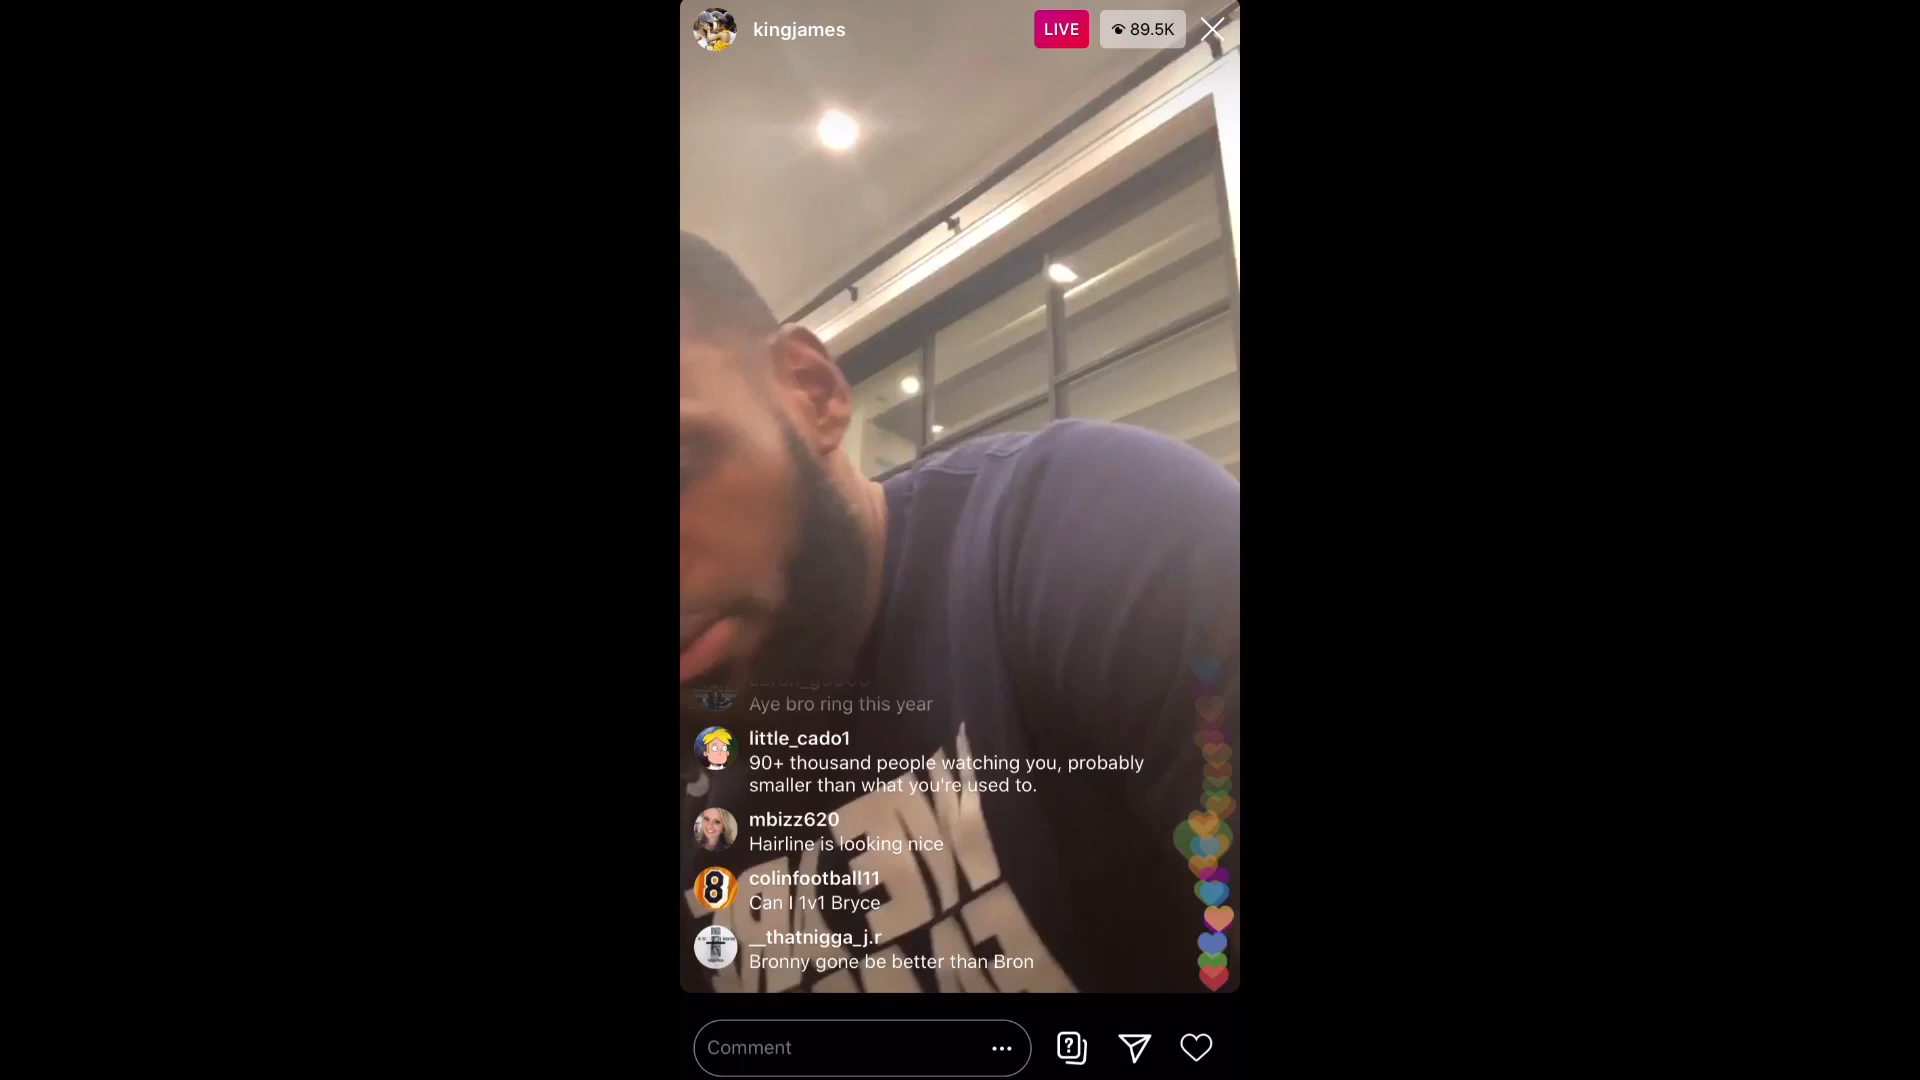 kingjames
LIVE
89.5K
Aye bro ring this year
little_cado1
90+ thousand people watching you, probably
smaller than what you're used to.
mbizz620
Hairline is looking nice
colinfootball11
Can I 1v1 Bryce
__thatnigga_j.r
Bronny gone be better than Bron
Comment